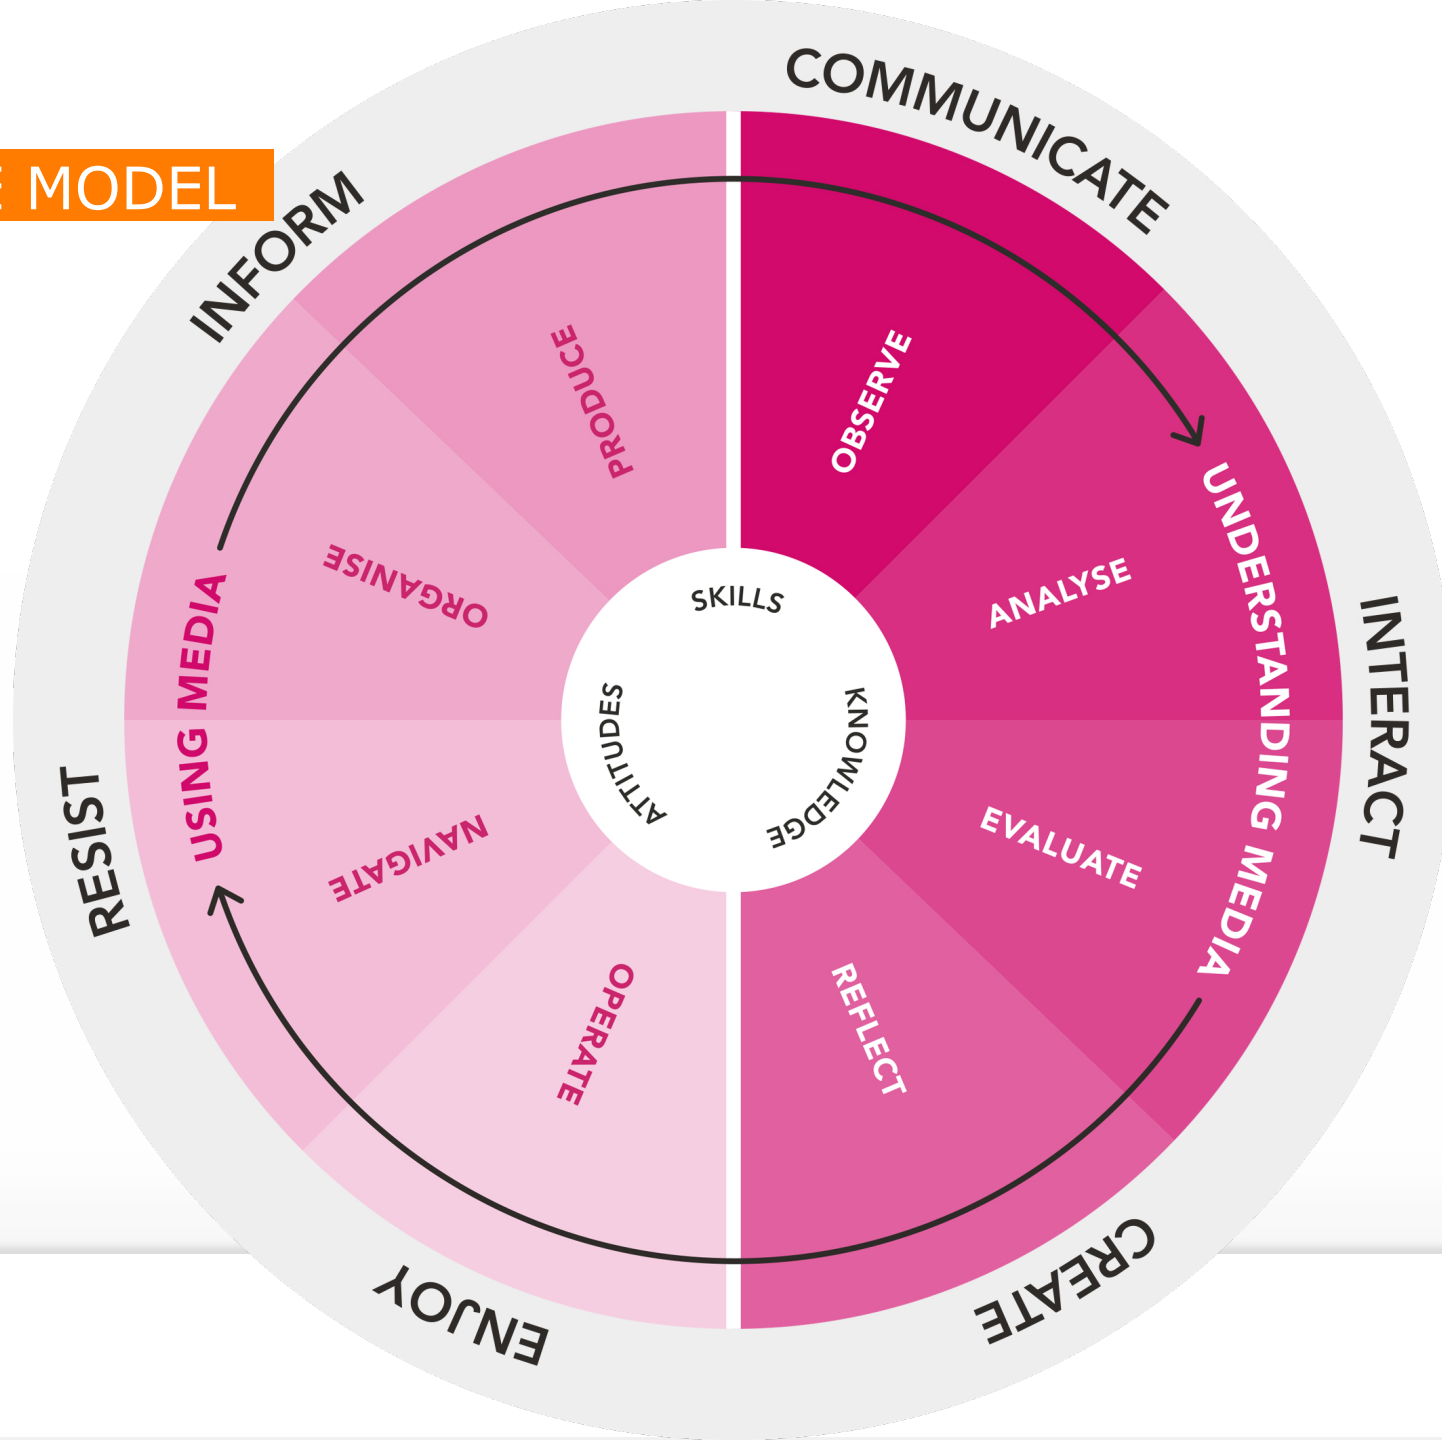 E MODEL
COMMUNICATE
INTERACT
CREATE
ENJOY
RESIST
INFORM
UNDERSTANDING MEDIA
USING MEDIA
OBSERVE
ANALYSE
EVALUATE
REFLECT
OPERATE
NAVIGATE
ORGANISE
PRODUCE
SKILLS
KNOWLEDGE
ATTITUDES